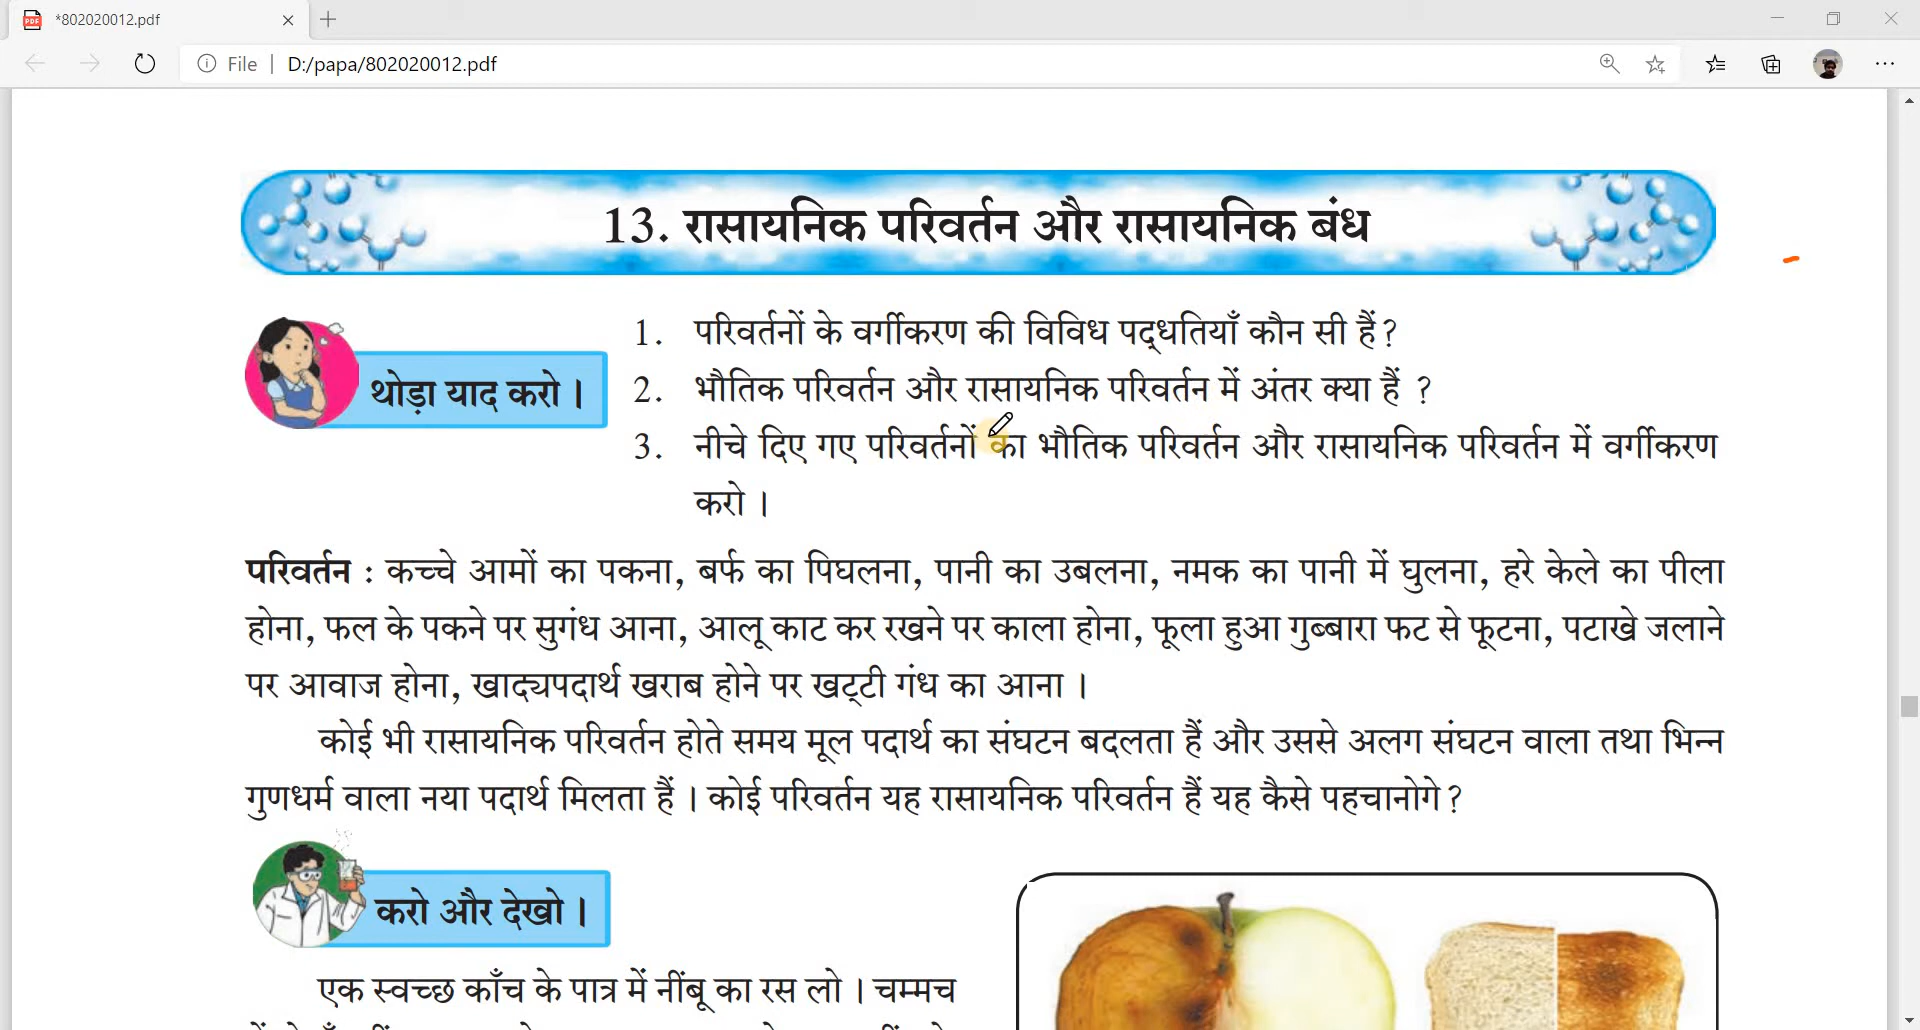 *802020012.pdf
File | D:/papa/802020012.pdf
13. रासायनिक परिवर्तन और रासायनिक बंध
थोड़ा याद करो ।
1. परिवर्तनों के वर्गीकरण की विविध पद्धतियाँ कौन सी हैं?
2. भौतिक परिवर्तन और रासायनिक परिवर्तन में अंतर क्या हैं ?
3. नीचे दिए गए परिवर्तनों का भौतिक परिवर्तन और रासायनिक परिवर्तन में वर्गीकरण
करो ।
परिवर्तन : कच्चे आमों का पकना, बर्फ का पिघलना, पानी का उबलना, नमक का पानी में घुलना, हरे केले का पीला
होना, फल के पकने पर सुगंध आना, आलू काट कर रखने पर काला होना, फूला हुआ गुब्बारा फट से फूटना, पटाखे जलाने
पर आवाज होना, खाद्यपदार्थ खराब होने पर खट्टी गंध का आना ।
कोई भी रासायनिक परिवर्तन होते समय मूल पदार्थ का संघटन बदलता हैं और उससे अलग संघटन वाला तथा भिन्न
गुणधर्म वाला नया पदार्थ मिलता हैं । कोई परिवर्तन यह रासायनिक परिवर्तन हैं यह कैसे पहचानोगे?
करो और देखो ।
एक स्वच्छ काँच के पात्र में नींबू का रस लो । चम्मच